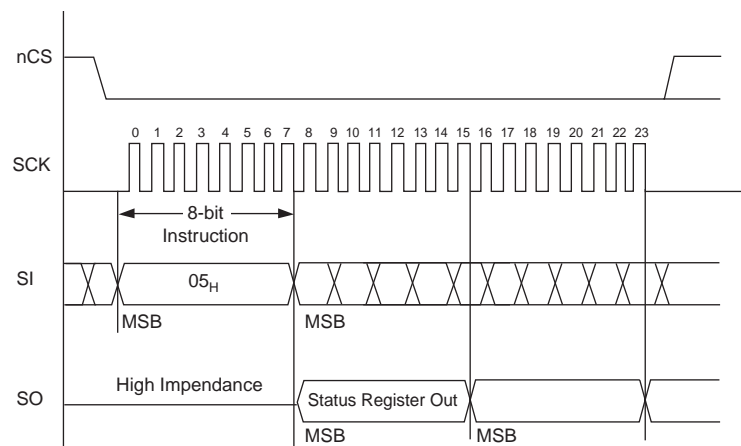 nCS
0 1 2 3 4 5 6 7 8 9 10 11 12 13 14 15 16 17 18 19 20 21 22 23
SCK
8-bit
Instruction
SI
05H
MSB
MSB
High Impendance
SO
Status Register Out
MSB
MSB